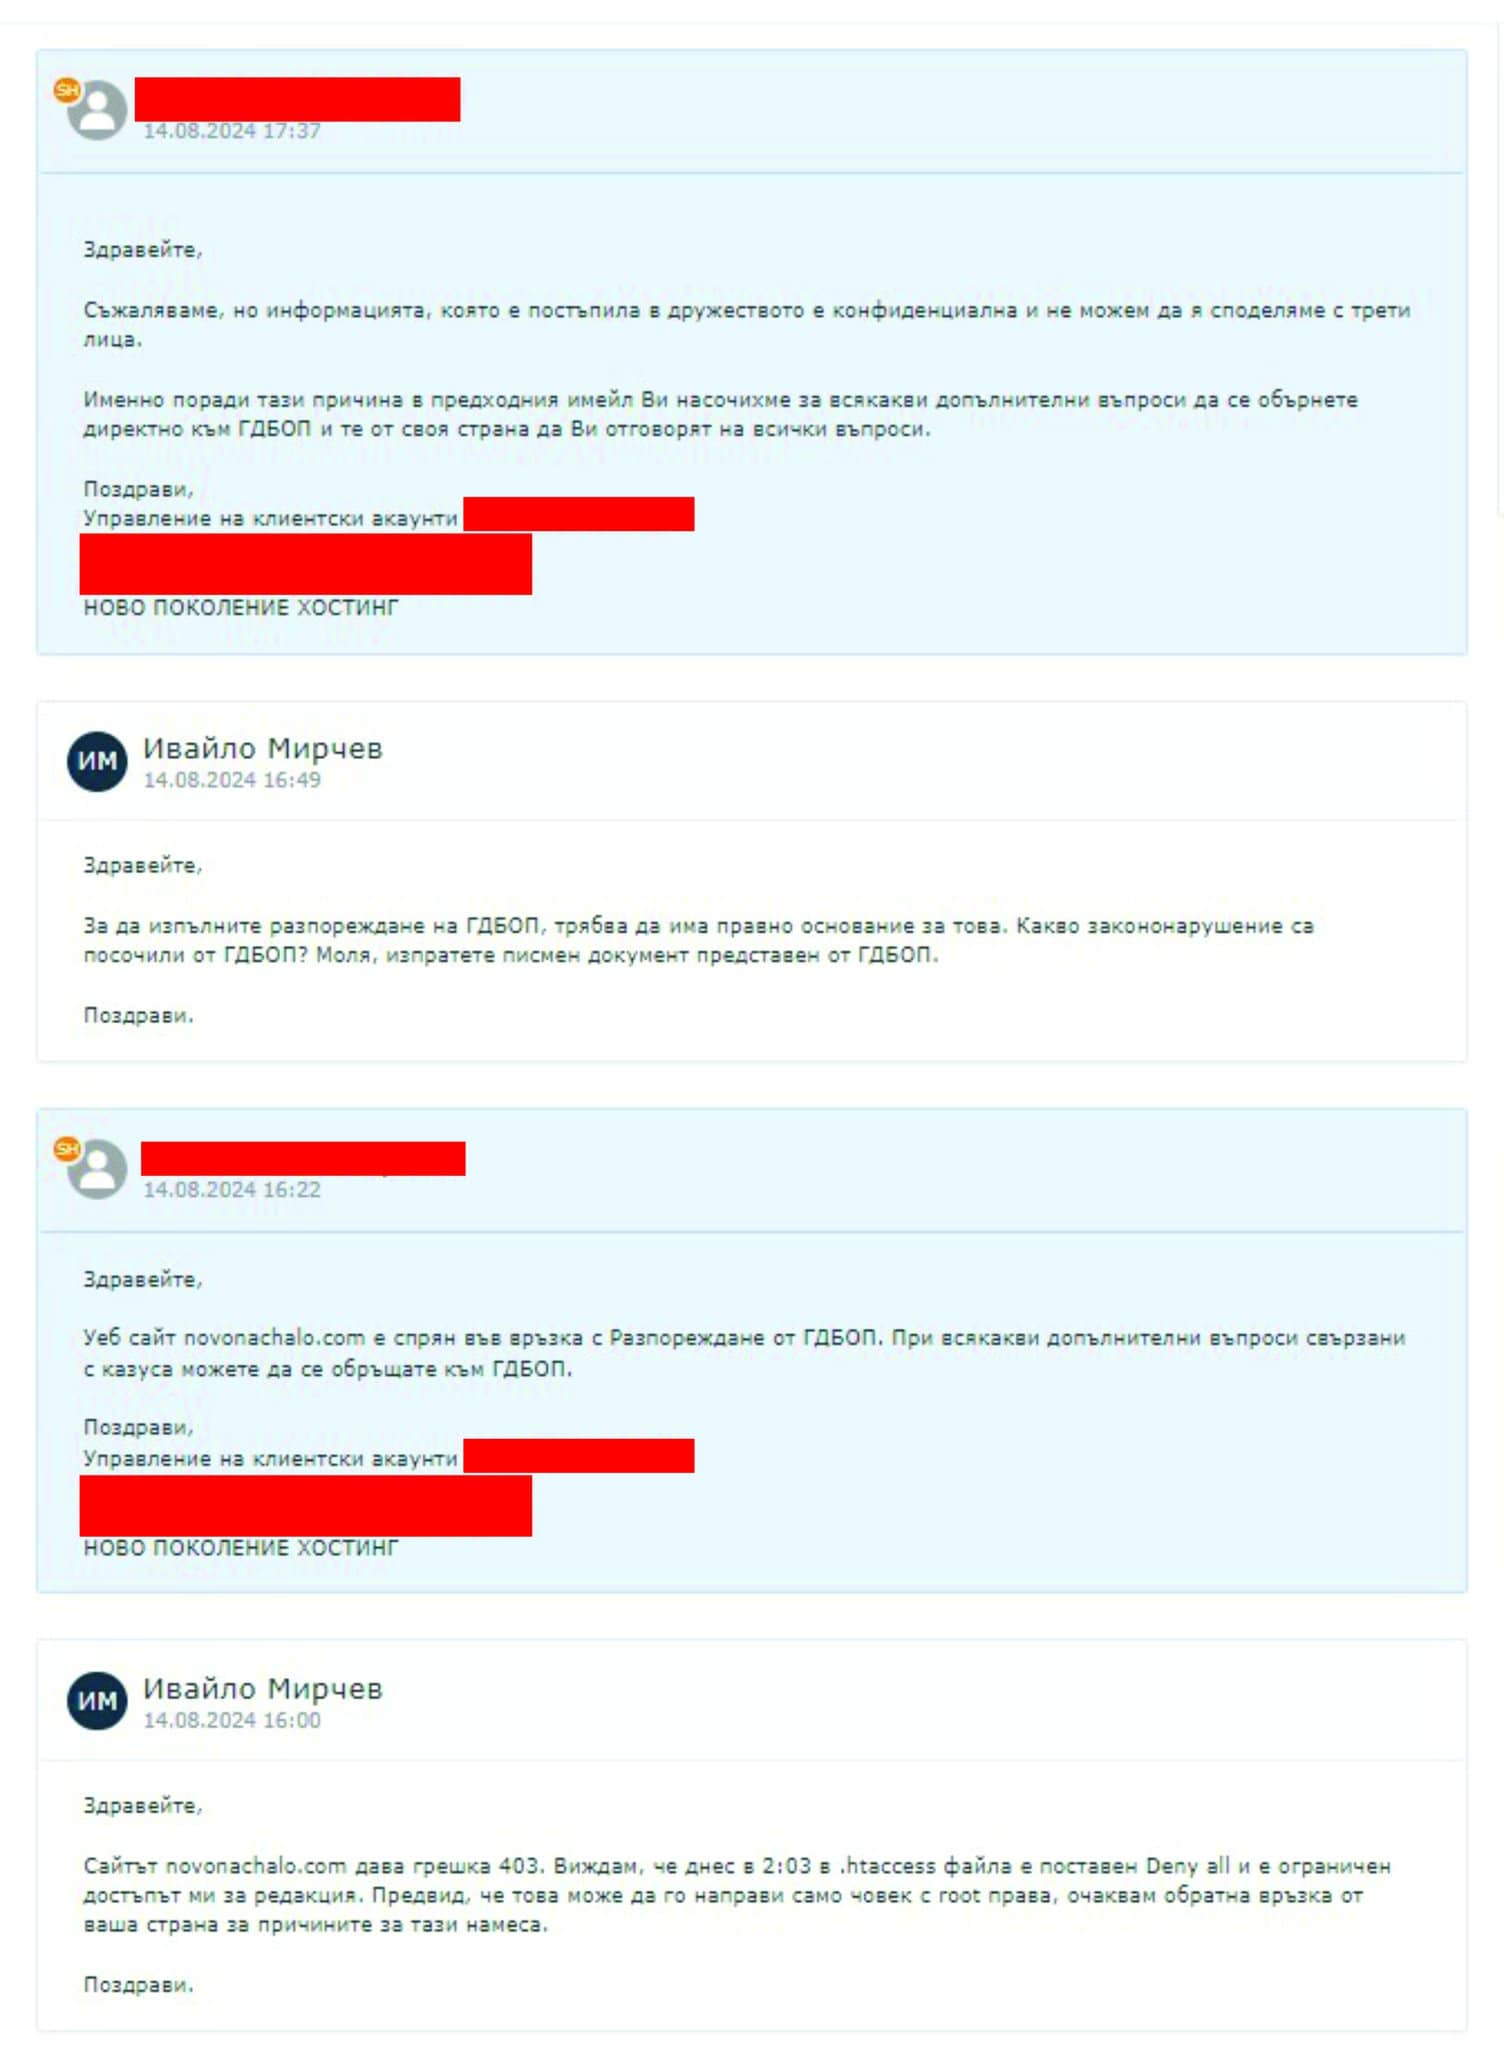 SH
14.08.2024 17:37
Здравейте,
Съжаляваме, но информацията, която е постъпила в дружеството е конфиденциална и не можем да я споделяме с трети
лица.
Именно поради тази причина в предходния имейл Ви насочихме за всякакви допълнителни въпроси да се обърнете
директно към ГДБОП и те от своя страна да Ви отговорят на всички въпроси.
Поздрави,
Управление на клиентски акаунти
НОВО ПОКОЛЕНИЕ ХОСТИНГ
ИМ
Ивайло Мирчев
14.08.2024 16:49
Здравейте,
За да изпълните разпореждане на ГДБОП, трябва да има правно основание за това. Какво закононарушение са
посочили от ГДБОП? Моля, изпратете писмен документ представен от ГДБОП.
Поздрави.
SH
14.08.2024 16:22
Здравейте,
Уеб сайт novonachalo.com е спрян във връзка с Разпореждане от ГДБОП. При всякакви допълнителни въпроси свързани
с казуса можете да се обръщате към ГДБОП.
Поздрави,
Управление на клиентски акаунти
НОВО ПОКОЛЕНИЕ ХОСТИНГ
ИМ
Ивайло Мирчев
14.08.2024 16:00
Здравейте,
Сайтът novonachalo.com дава грешка 403. Виждам, че днес в 2:03 в .htaccess файла е поставен Deny all и е ограничен
достъпът ми за редакция. Предвид, че това може да го направи само човек с root права, очаквам обратна връзка от
ваша страна за причините за тази намеса.
Поздрави.